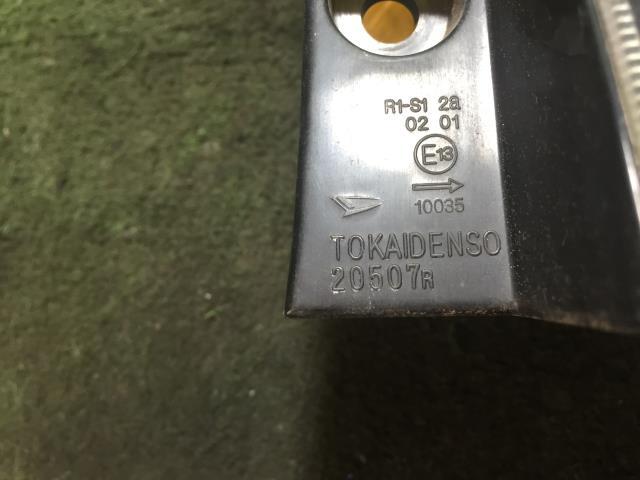 R1-S1 2a
02 01
E13
10035
TOKAIDENSO
20507R